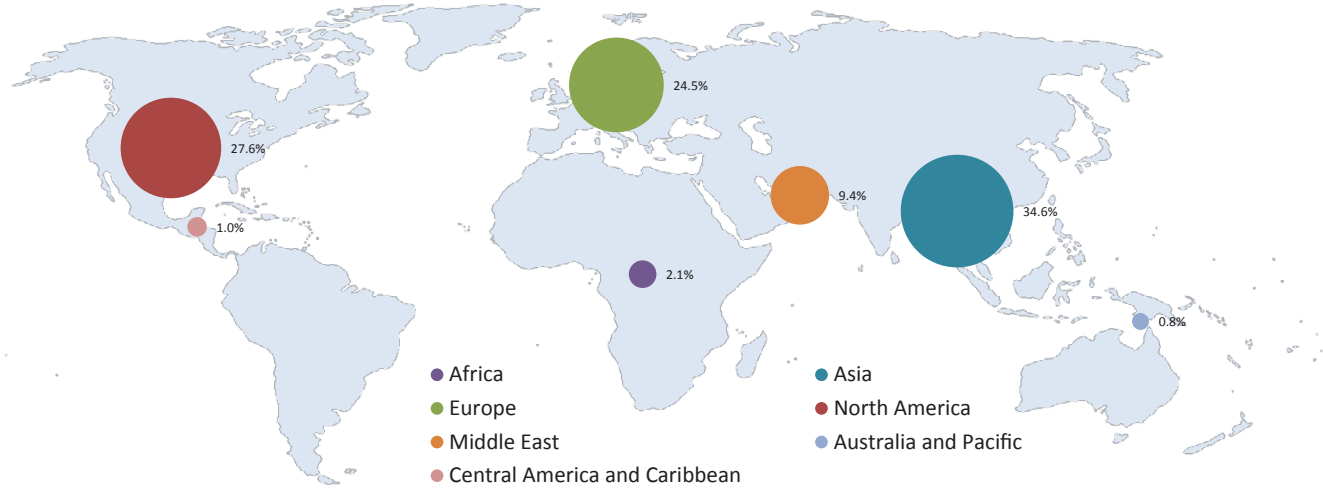 24.5%
27.6%
9.4%
34.6%
1.0%
2.1%
0.8%
Africa
Europe
Middle East
Central America and Caribbean
Asia
North America
Australia and Pacific